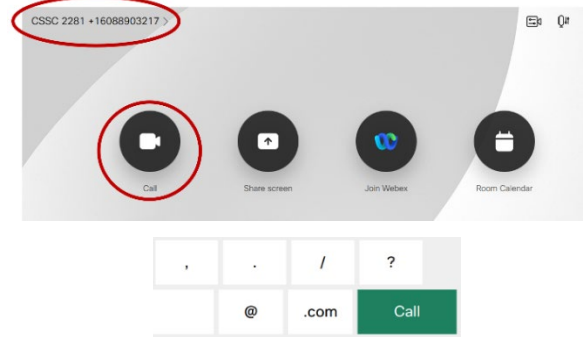 CSSC 2281 +16088903217 >
Call
Share screen
Join Webex
Room Calendar
, . / ?
@ .com Call